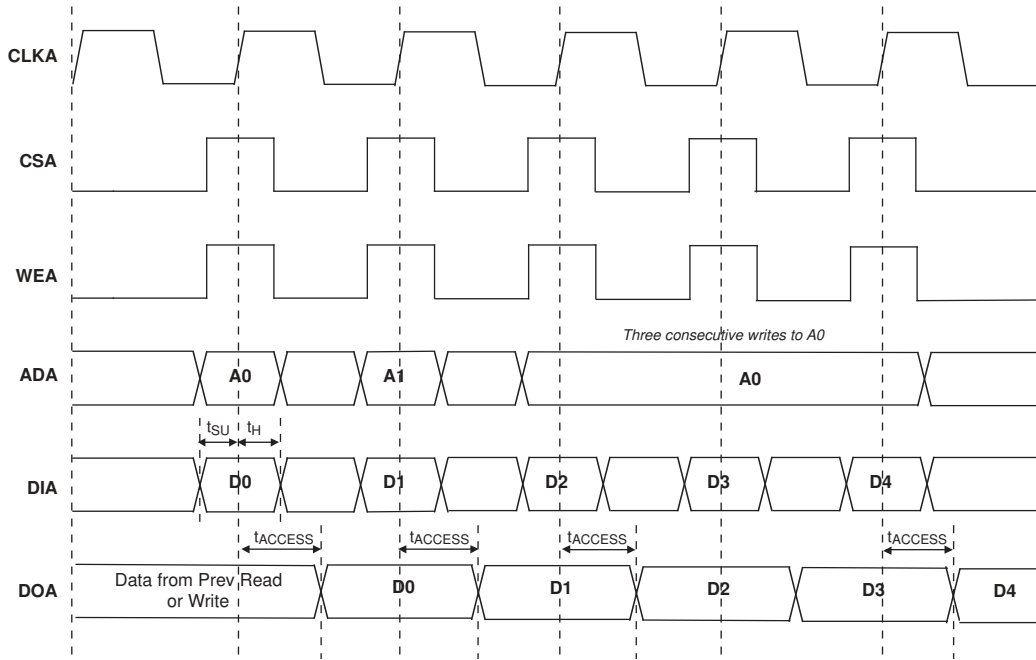 CLKA
CSA
WEA
Three consecutive writes to A0
ADA A0 A1 A0
tSU tH
DIA D0 D1 D2 D3 D4
tACCESS tACCESS tACCESS tACCESS
DOA Data from Prev Read D0 D1 D2 D3 D4
or Write